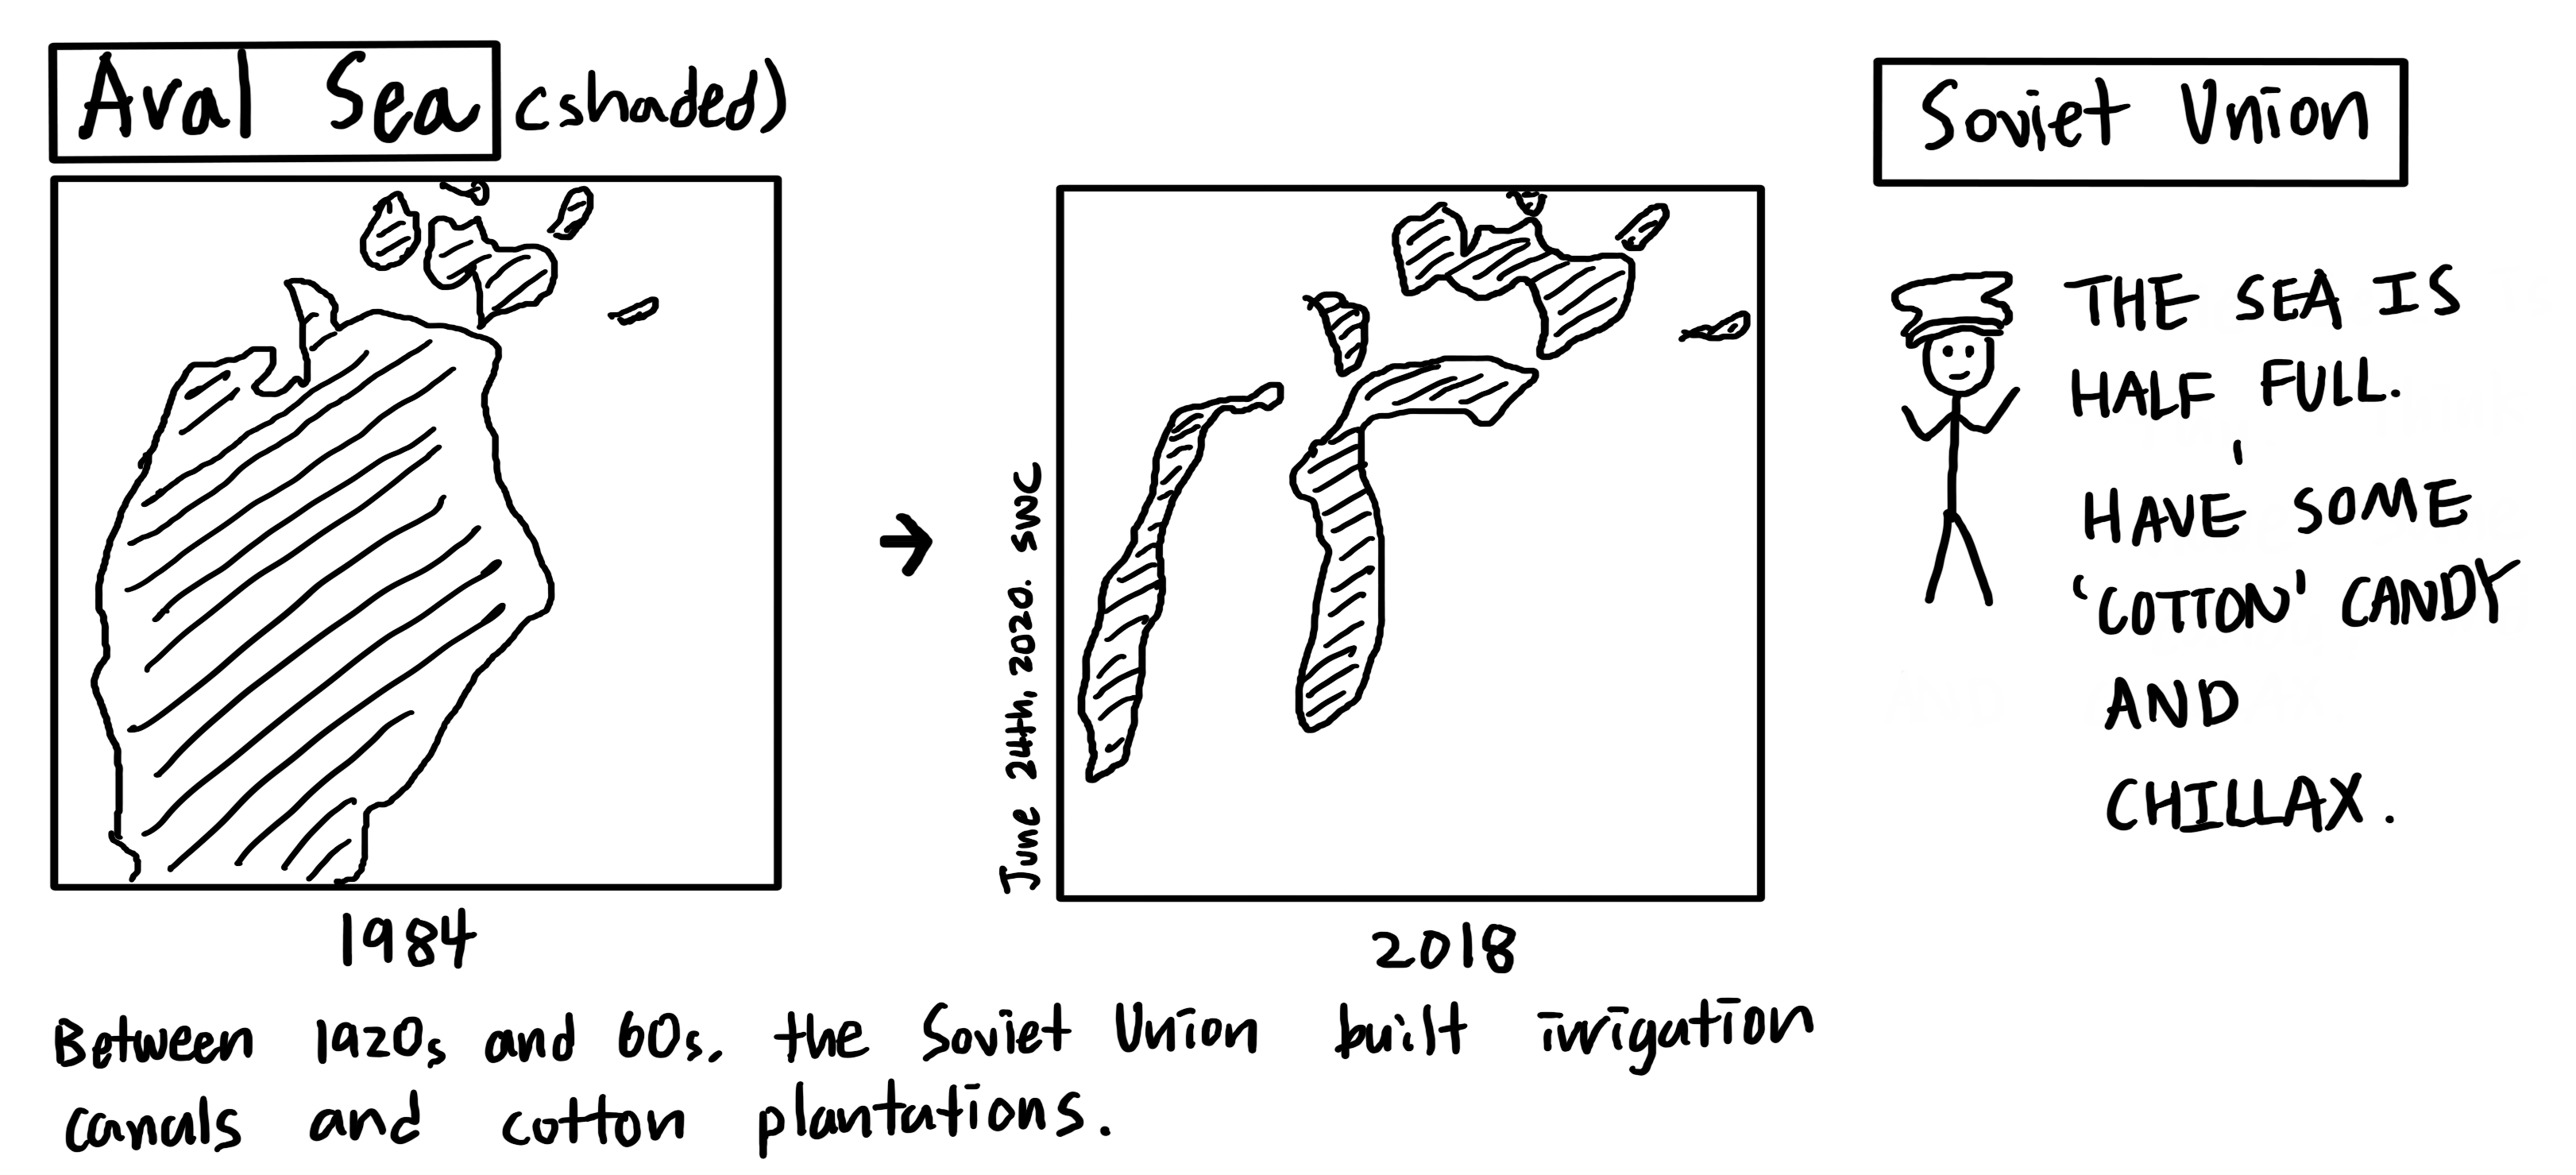 Aral Sea (shaded)
Soviet Union
THE SEA IS
HALF FULL.
HAVE SOME
'COTTON' CANDY
AND
CHILLAX.
June 24th, 2020. SWC
1984
2018
Between 1920s and 60s, the Soviet Union built irrigation
canals and cotton plantations.